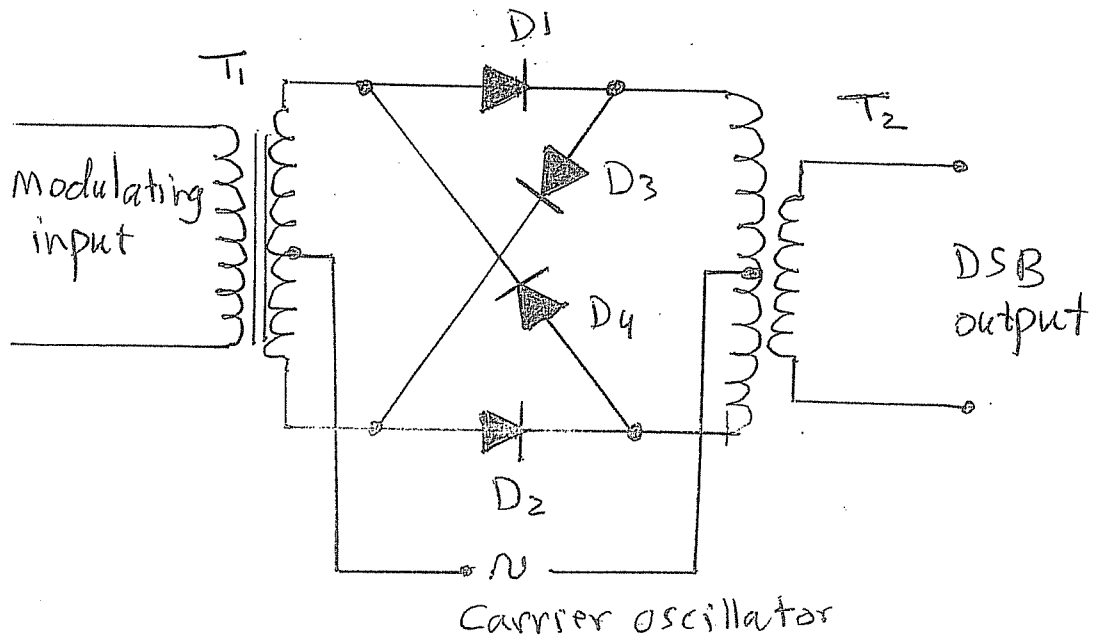 D1
T1
T2
Modulating
input
D3
D4
DSB
output
D2
Carrier oscillator